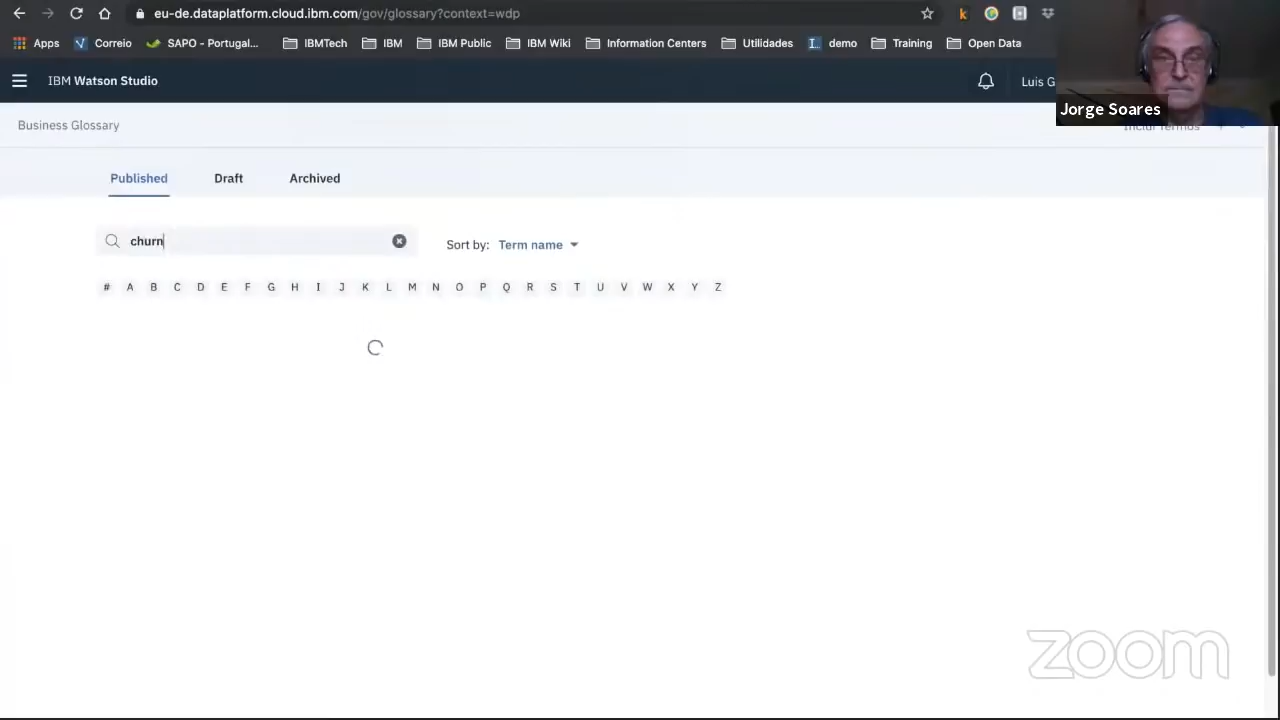 eu-de.dataplatform.cloud.ibm.com/gov/glossary?context=wdp
Apps Correio SAPO - Portugal... IBMTech IBM IBM Public IBM Wiki Information Centers Utilidades demo Training Open Data
IBM Watson Studio Luis G
Jorge Soares
Business Glossary Incluir Termos
Published Draft Archived
churn Sort by: Term name
# A B C D E F G H I J K L M N O P Q R S T U V W X Y Z
zoom